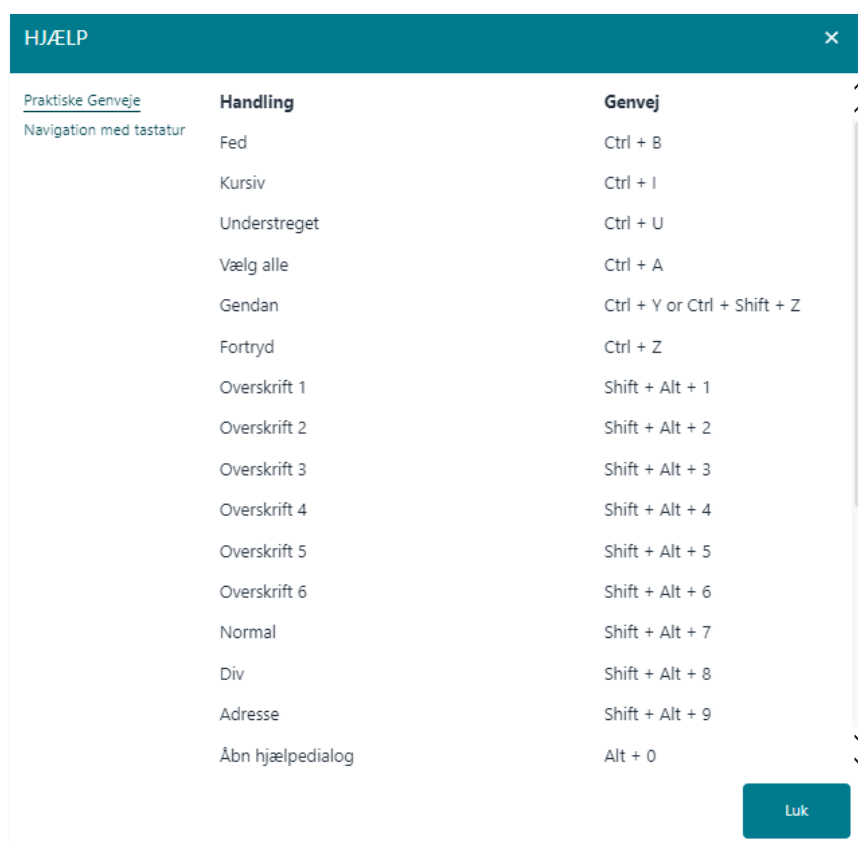 HJÆLP
Praktiske Genveje
Navigation med tastatur
Handling Genvej
Fed Ctrl + B
Kursiv Ctrl + I
Understreget Ctrl + U
Vælg alle Ctrl + A
Gendan Ctrl + Y or Ctrl + Shift + Z
Fortryd Ctrl + Z
Overskrift 1 Shift + Alt + 1
Overskrift 2 Shift + Alt + 2
Overskrift 3 Shift + Alt + 3
Overskrift 4 Shift + Alt + 4
Overskrift 5 Shift + Alt + 5
Overskrift 6 Shift + Alt + 6
Normal Shift + Alt + 7
Div Shift + Alt + 8
Adresse Shift + Alt + 9
Åbn hjælpedialog Alt + 0
Luk